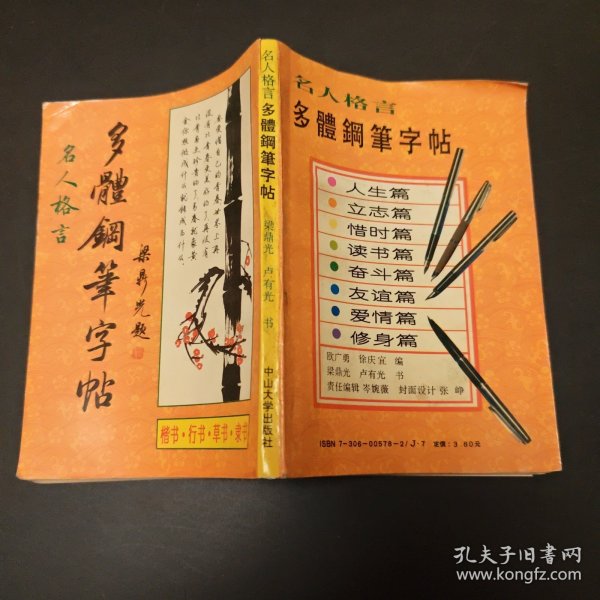 多體鋼筆字帖
名人格言
梁鼎光題
楷书·行书·草书·隶书
名人格言
多體鋼筆字帖
梁鼎光 卢有光 书
中山大学出版社
名人格言
多體鋼筆字帖
人生篇
立志篇
惜时篇
读书篇
奋斗篇
友谊篇
爱情篇
修身篇
欧广勇 徐庆宜 编
梁鼎光 卢有光 书
责任编辑 岑婉薇 封面设计 张峥
ISBN 7-306-00578-2/J·7 定價：3.60元
孔夫子旧书网
www.kongfz.com